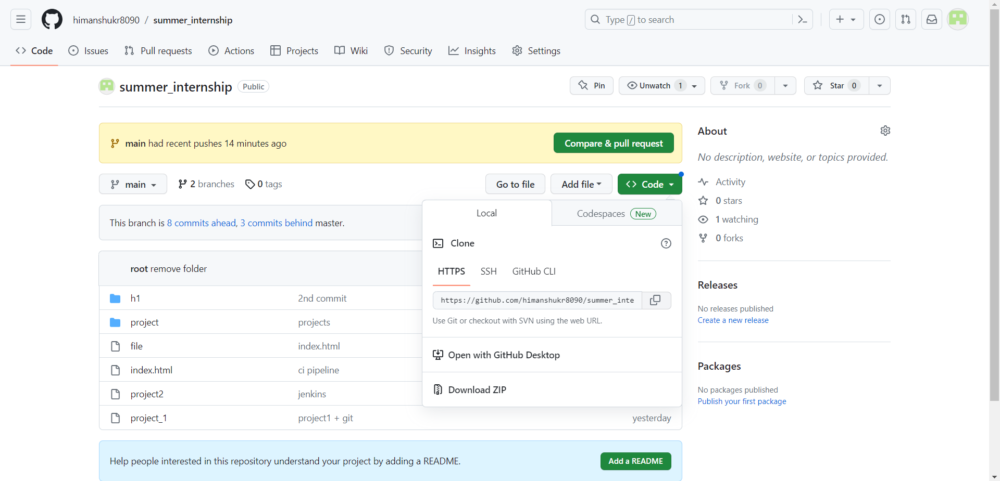 himanshukr8090 / summer_internship
Type / to search
Code
Issues
Pull requests
Actions
Projects
Wiki
Security
Insights
Settings
summer_internship Public
Pin
Unwatch 1
Fork 0
Star 0
main had recent pushes 14 minutes ago
Compare & pull request
main
2 branches
0 tags
Go to file
Add file
Code
This branch is 8 commits ahead, 3 commits behind master.
Local
Codespaces New
Clone
HTTPS
SSH
GitHub CLI
https://github.com/himanshukr8090/summer_inte
Use Git or checkout with SVN using the web URL.
Open with GitHub Desktop
Download ZIP
root remove folder
h1 2nd commit
project projects
file index.html
index.html ci pipeline
project2 jenkins
project_1 project1 + git yesterday
Help people interested in this repository understand your project by adding a README.
Add a README
About
No description, website, or topics provided.
Activity
0 stars
1 watching
0 forks
Releases
No releases published
Create a new release
Packages
No packages published
Publish your first package